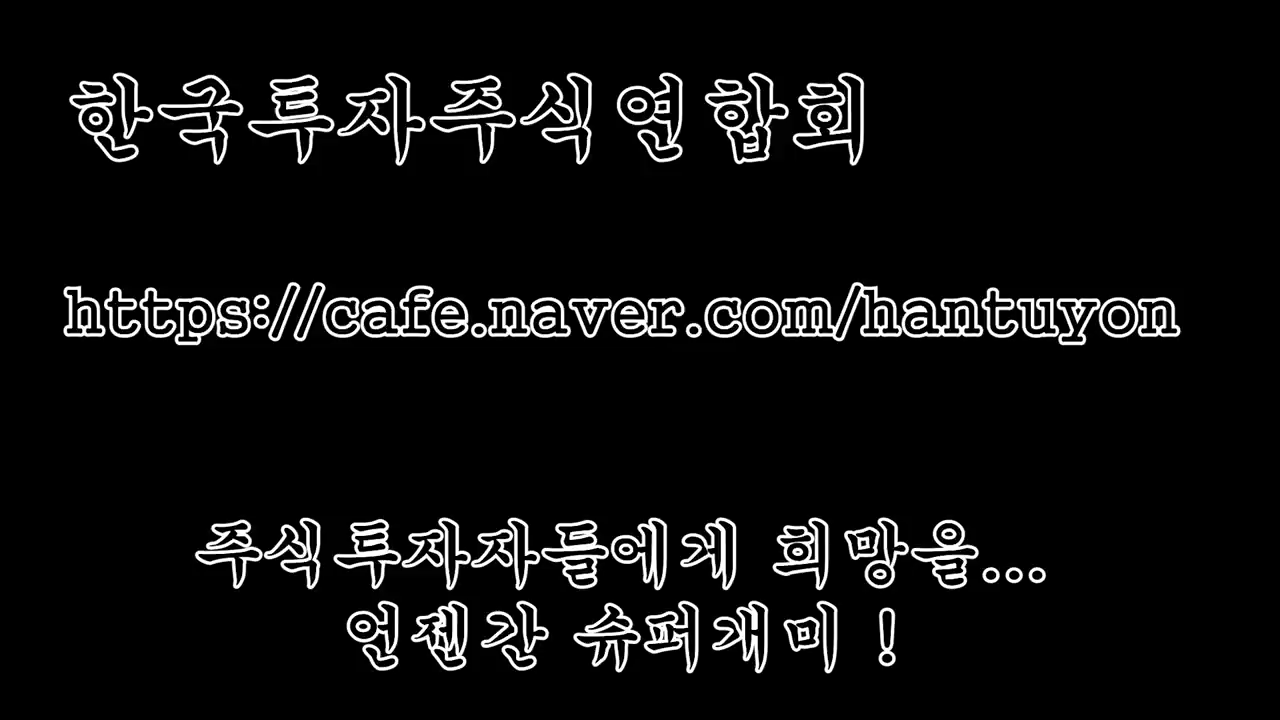 한국투자주식연합회
https://cafe.naver.com/hantuyon
주식투자자들에게 희망을...
언젠간 슈퍼개미 !